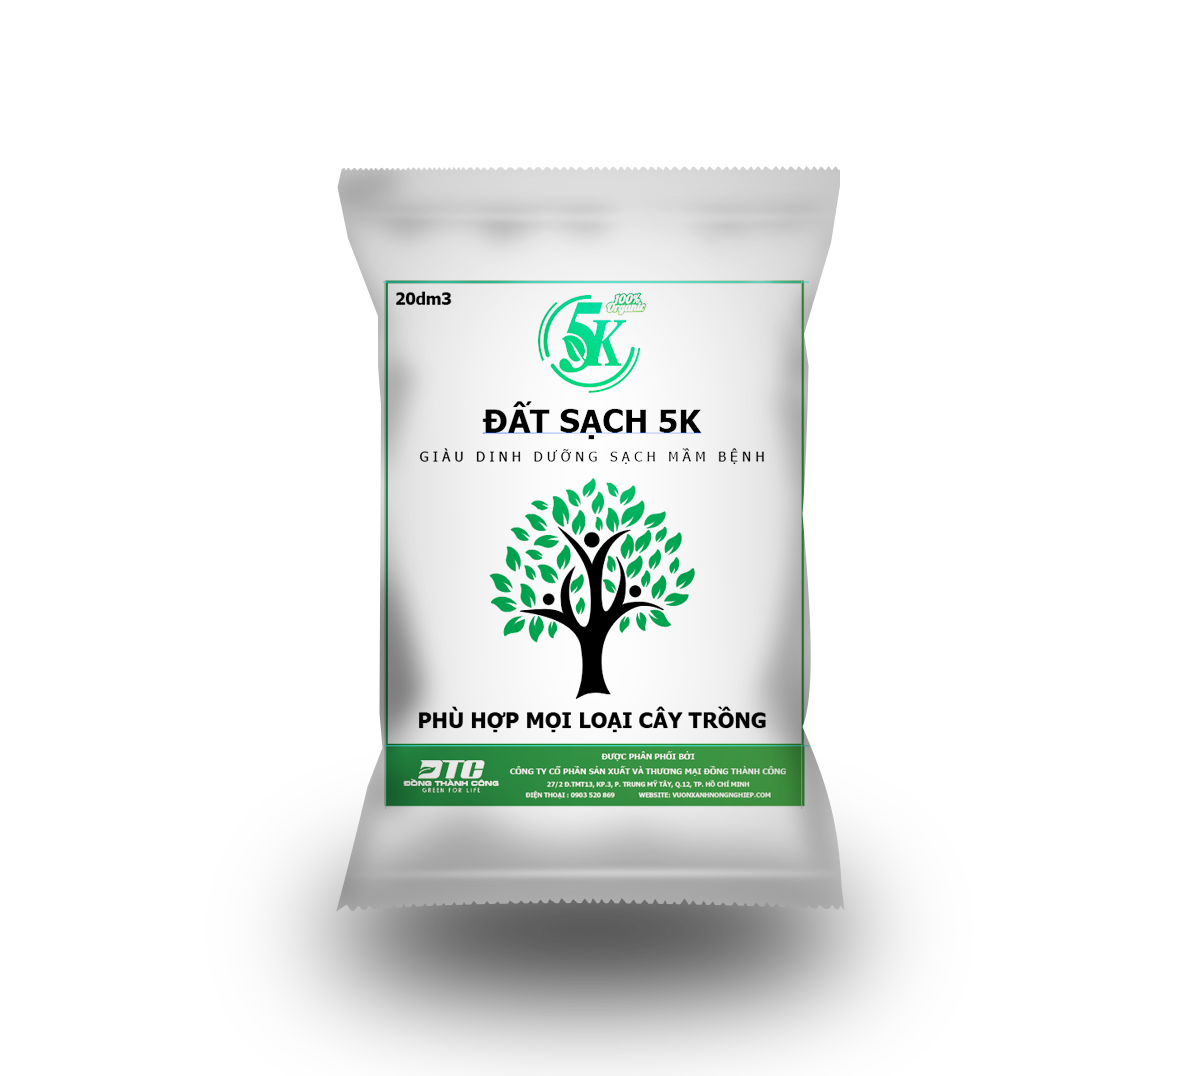 20dm3
100%
Organic
5K
ĐẤT SẠCH 5K
GIÀU DINH DƯỠNG SẠCH MẦM BỆNH
PHÙ HỢP MỌI LOẠI CÂY TRỒNG
DTC
ĐỒNG THÀNH CÔNG
GREEN FOR LIFE
ĐƯỢC PHÂN PHỐI BỞI
CÔNG TY CỔ PHẦN SẢN XUẤT VÀ THƯƠNG MẠI ĐỒNG THÀNH CÔNG
27/2 Đ.TMT13, KP.3, P. TRUNG MỸ TÂY, Q.12, TP. HỒ CHÍ MINH
ĐIỆN THOẠI : 0903 520 869 WEBSITE: VUONXANHNONGNGHIEP.COM